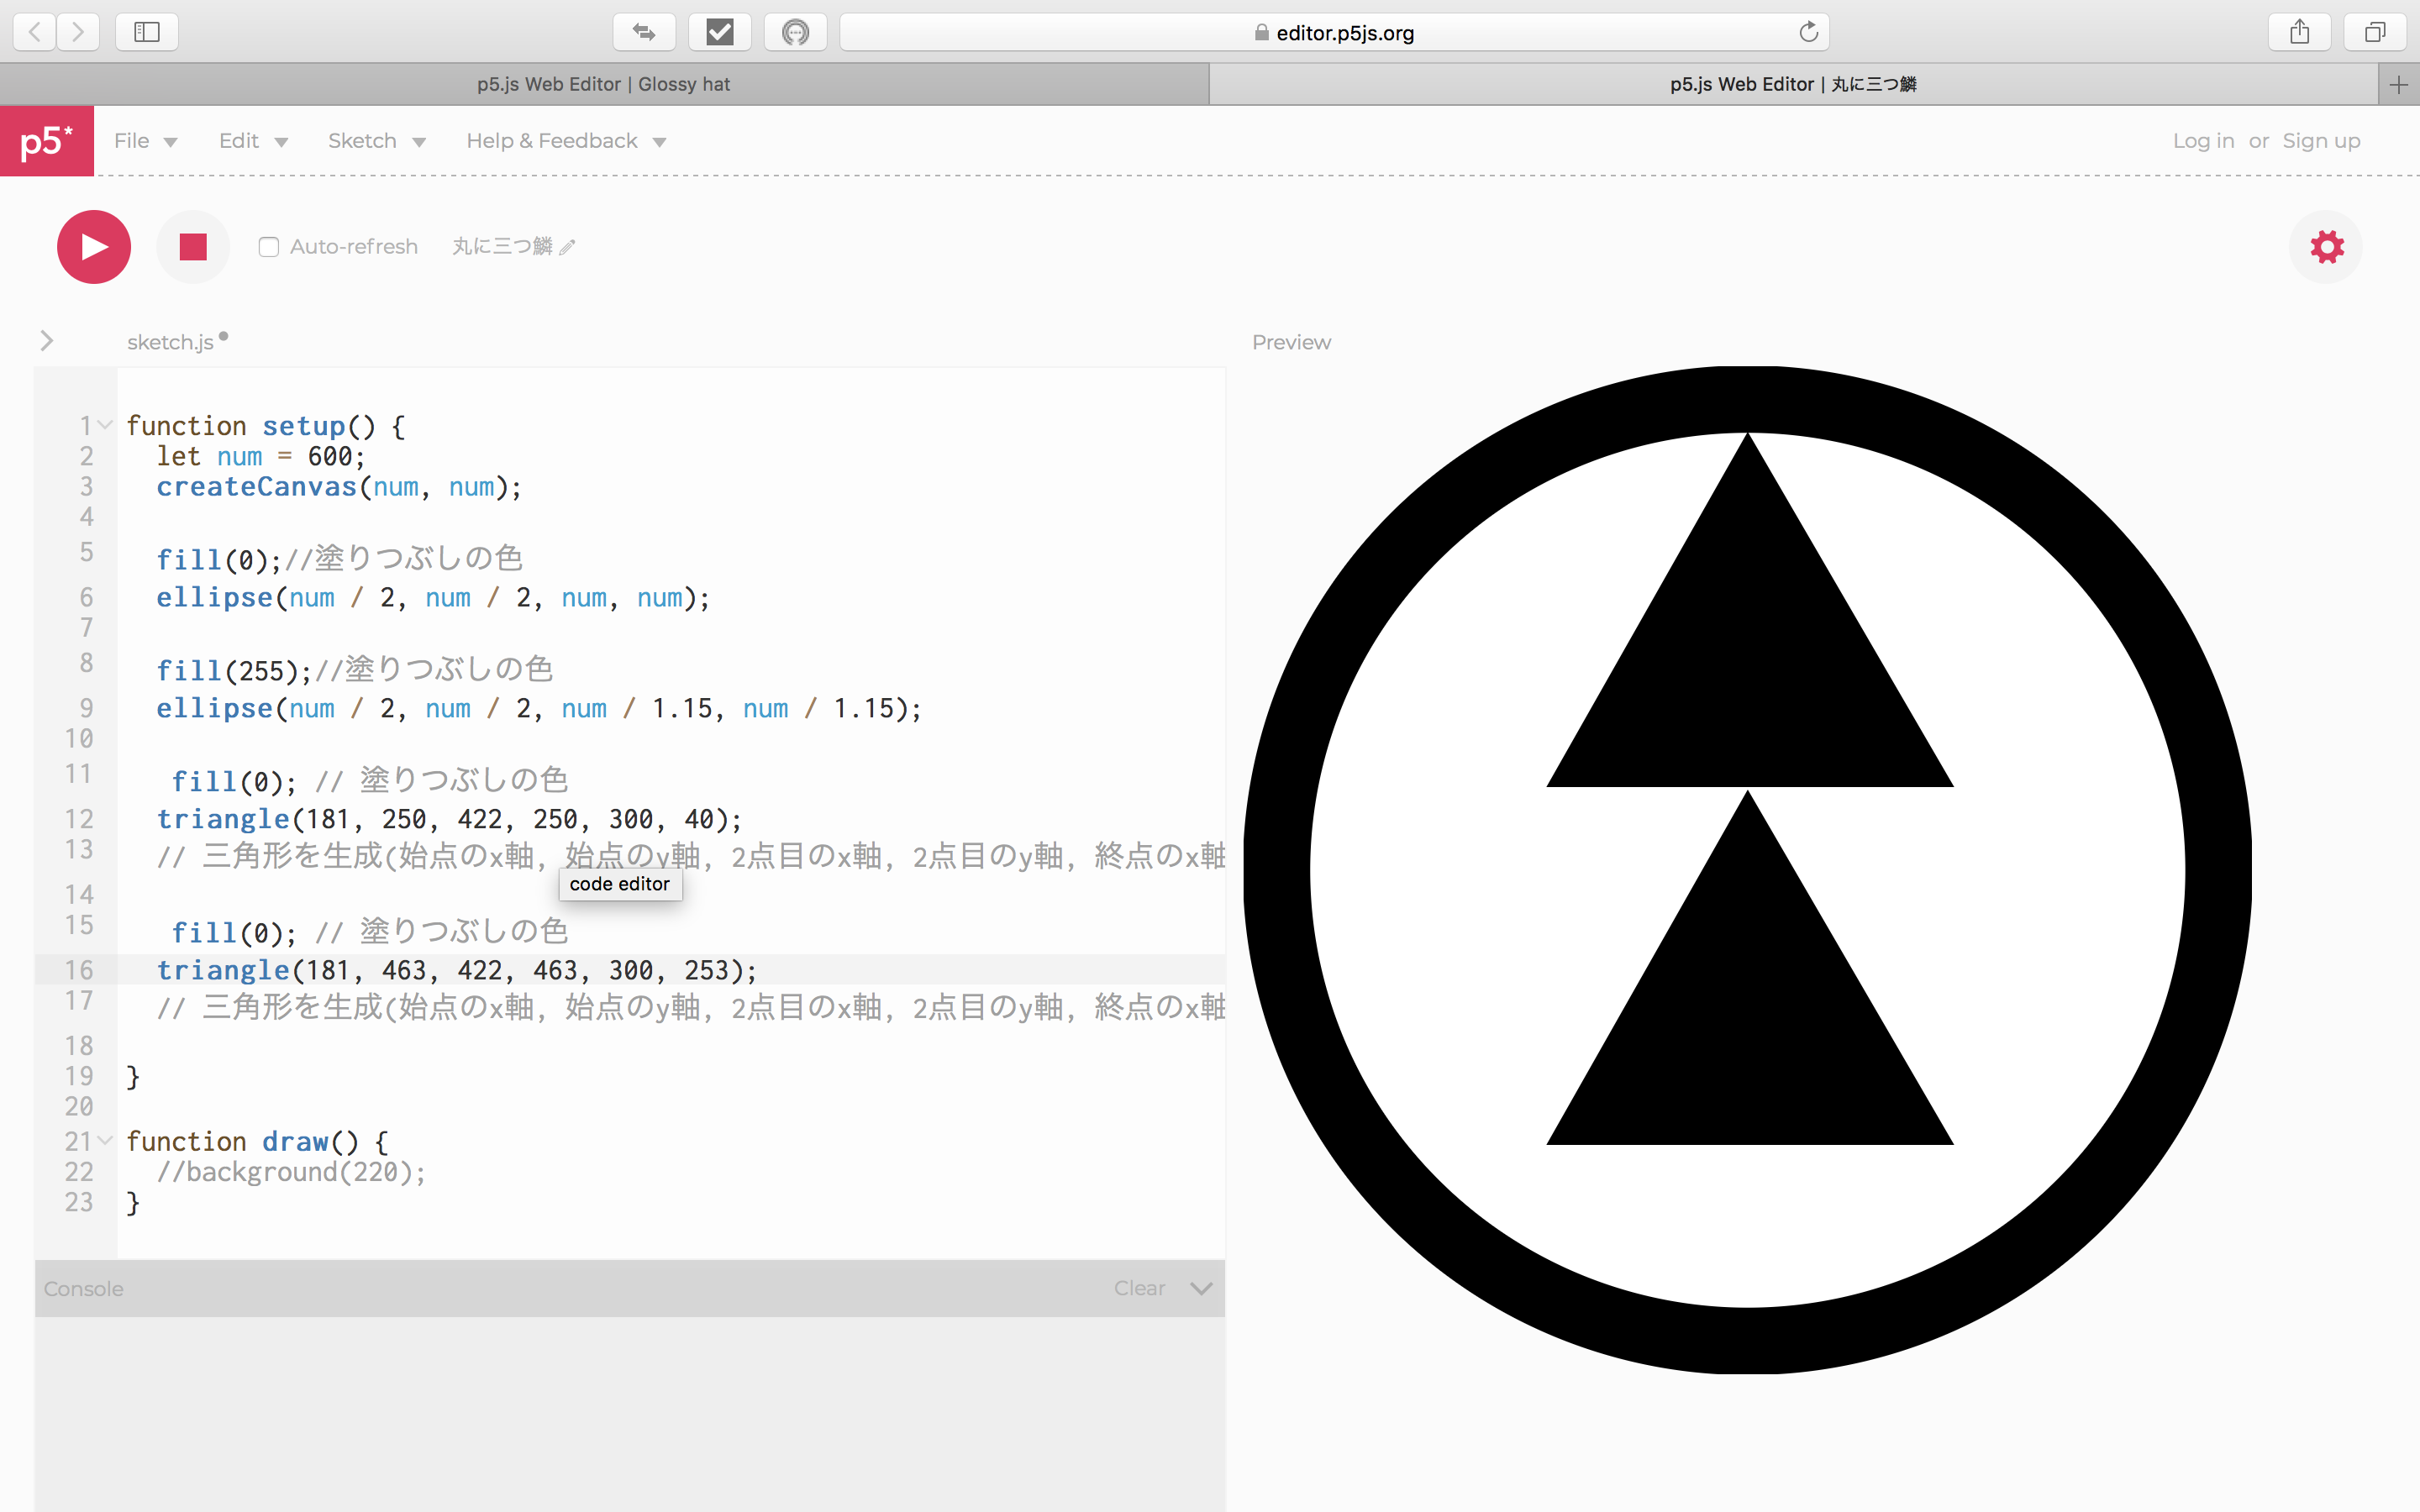 editor.p5js.org
p5.js Web Editor | Glossy hat
p5.js Web Editor | 丸に三つ鱗
p5* File Edit Sketch Help & Feedback Log in or Sign up
Auto-refresh 丸に三つ鱗
sketch.js
Preview
1 function setup() {
2 let num = 600;
3 createCanvas(num, num);
4
5 fill(0);//塗りつぶしの色
6 ellipse(num / 2, num / 2, num, num);
7
8 fill(255);//塗りつぶしの色
9 ellipse(num / 2, num / 2, num / 1.15, num / 1.15);
10
11 fill(0); // 塗りつぶしの色
12 triangle(181, 250, 422, 250, 300, 40);
13 // 三角形を生成(始点のx軸, 始点のy軸, 2点目のx軸, 2点目のy軸, 終点のx軸
code editor
14
15 fill(0); // 塗りつぶしの色
16 triangle(181, 463, 422, 463, 300, 253);
17 // 三角形を生成(始点のx軸, 始点のy軸, 2点目のx軸, 2点目のy軸, 終点のx軸
18
19 }
20
21 function draw() {
22 //background(220);
23 }
Console Clear